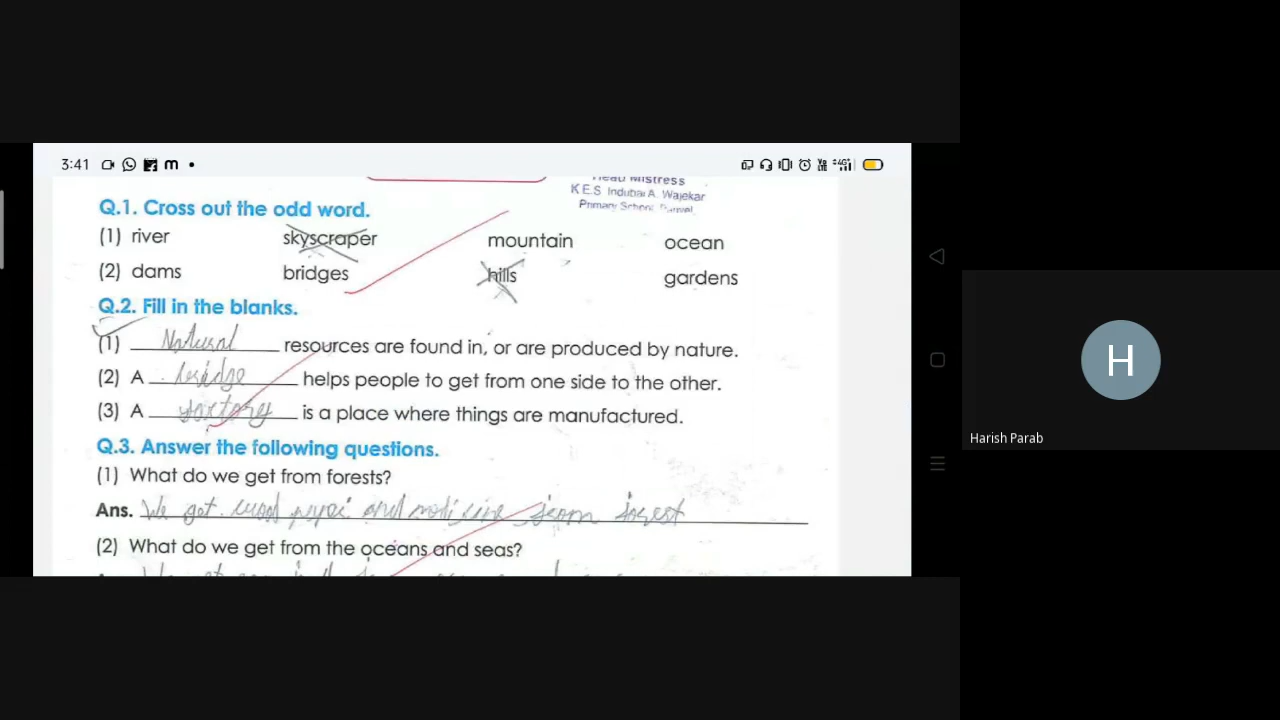 3:41 m
Head Mistress
K.E.S. Indubai A. Wajekar
Primary School, Panvel
Q.1. Cross out the odd word.
(1) river skyscraper mountain ocean
(2) dams bridges hills gardens
Q.2. Fill in the blanks.
(1) Natural resources are found in, or are produced by nature.
(2) A bridge helps people to get from one side to the other.
(3) A factory is a place where things are manufactured.
Q.3. Answer the following questions.
(1) What do we get from forests?
Ans. We get wood and from forest
(2) What do we get from the oceans and seas?
H
Harish Parab